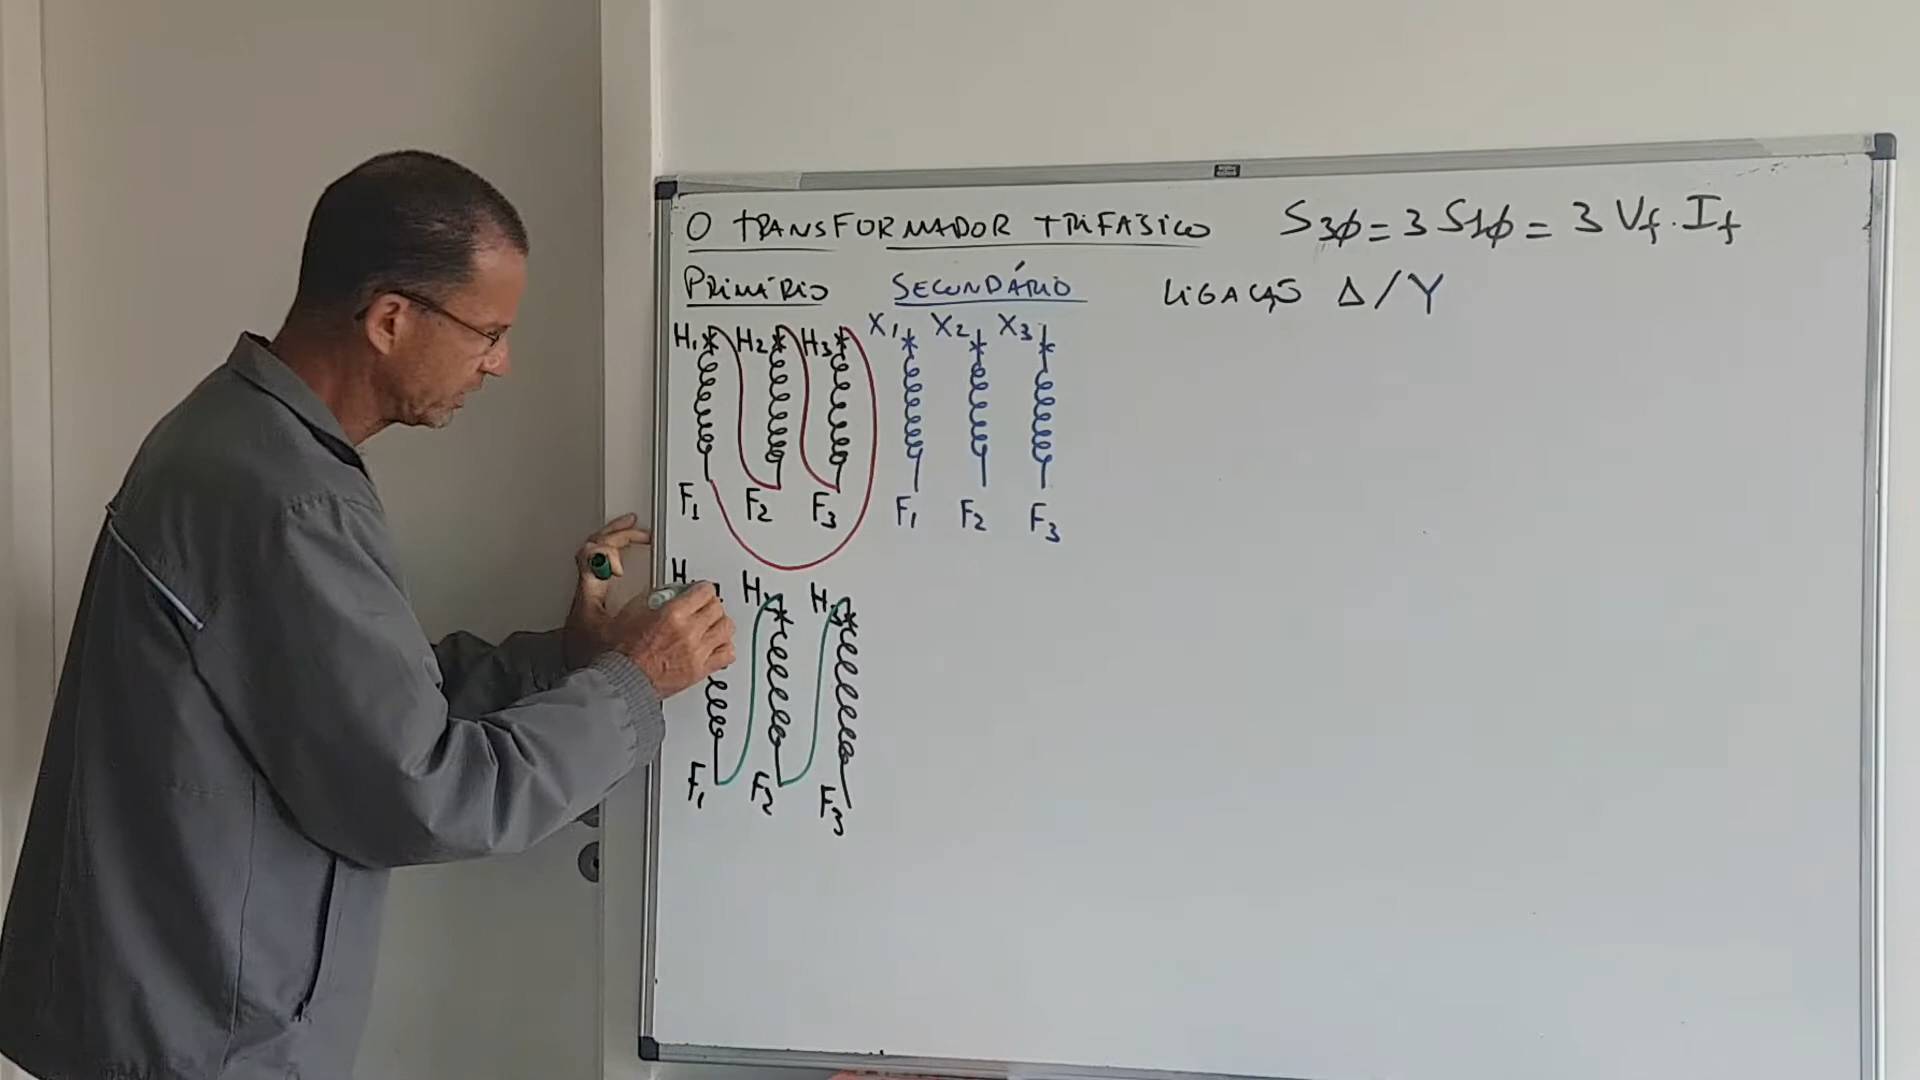 O TRANSFORMADOR TRIFÁSICO S3φ = 3 S1φ = 3 Vf . If
PRIMÁRIO SECUNDÁRIO LIGAÇÃO Δ/Y
H1 * H2 * H3 * X1 * X2 * X3 *
F1 F2 F3 F1 F2 F3
H2 * H3 *
F1 F2 F3